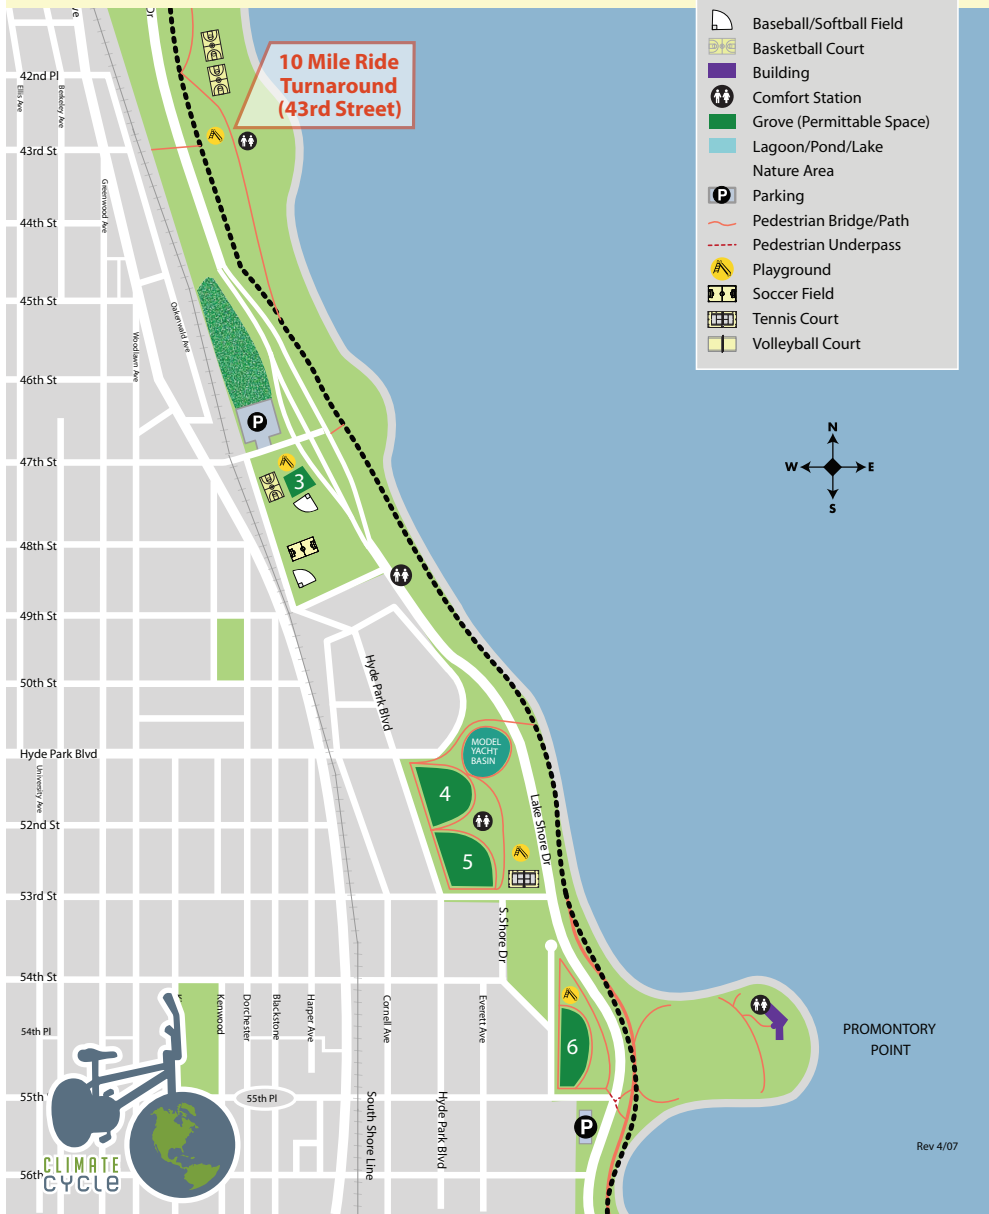 Dr
ve
10 Mile Ride
Turnaround
(43rd Street)
Baseball/Softball Field
Basketball Court
Building
Comfort Station
Grove (Permittable Space)
Lagoon/Pond/Lake
Nature Area
P
Parking
Pedestrian Bridge/Path
Pedestrian Underpass
Playground
Soccer Field
Tennis Court
Volleyball Court
42nd Pl
Ellis Ave
Berkeley Ave
43rd St
Greenwood Ave
44th St
45th St
Oakenwald Ave
Woodlawn Ave
46th St
P
47th St
3
N
W E
S
48th St
49th St
Hyde Park Blvd
50th St
MODEL
YACHT
BASIN
Hyde Park Blvd
University Ave
4
Lake Shore Dr
52nd St
5
53rd St
S. Shore Dr
54th St
Kenwood
Dorchester
Blackstone
Harper Ave
Cornell Ave
Everett Ave
54th Pl
6
PROMONTORY
POINT
55th
55th Pl
South Shore Line
Hyde Park Blvd
P
Rev 4/07
CLIMATE
CYCLe
56th